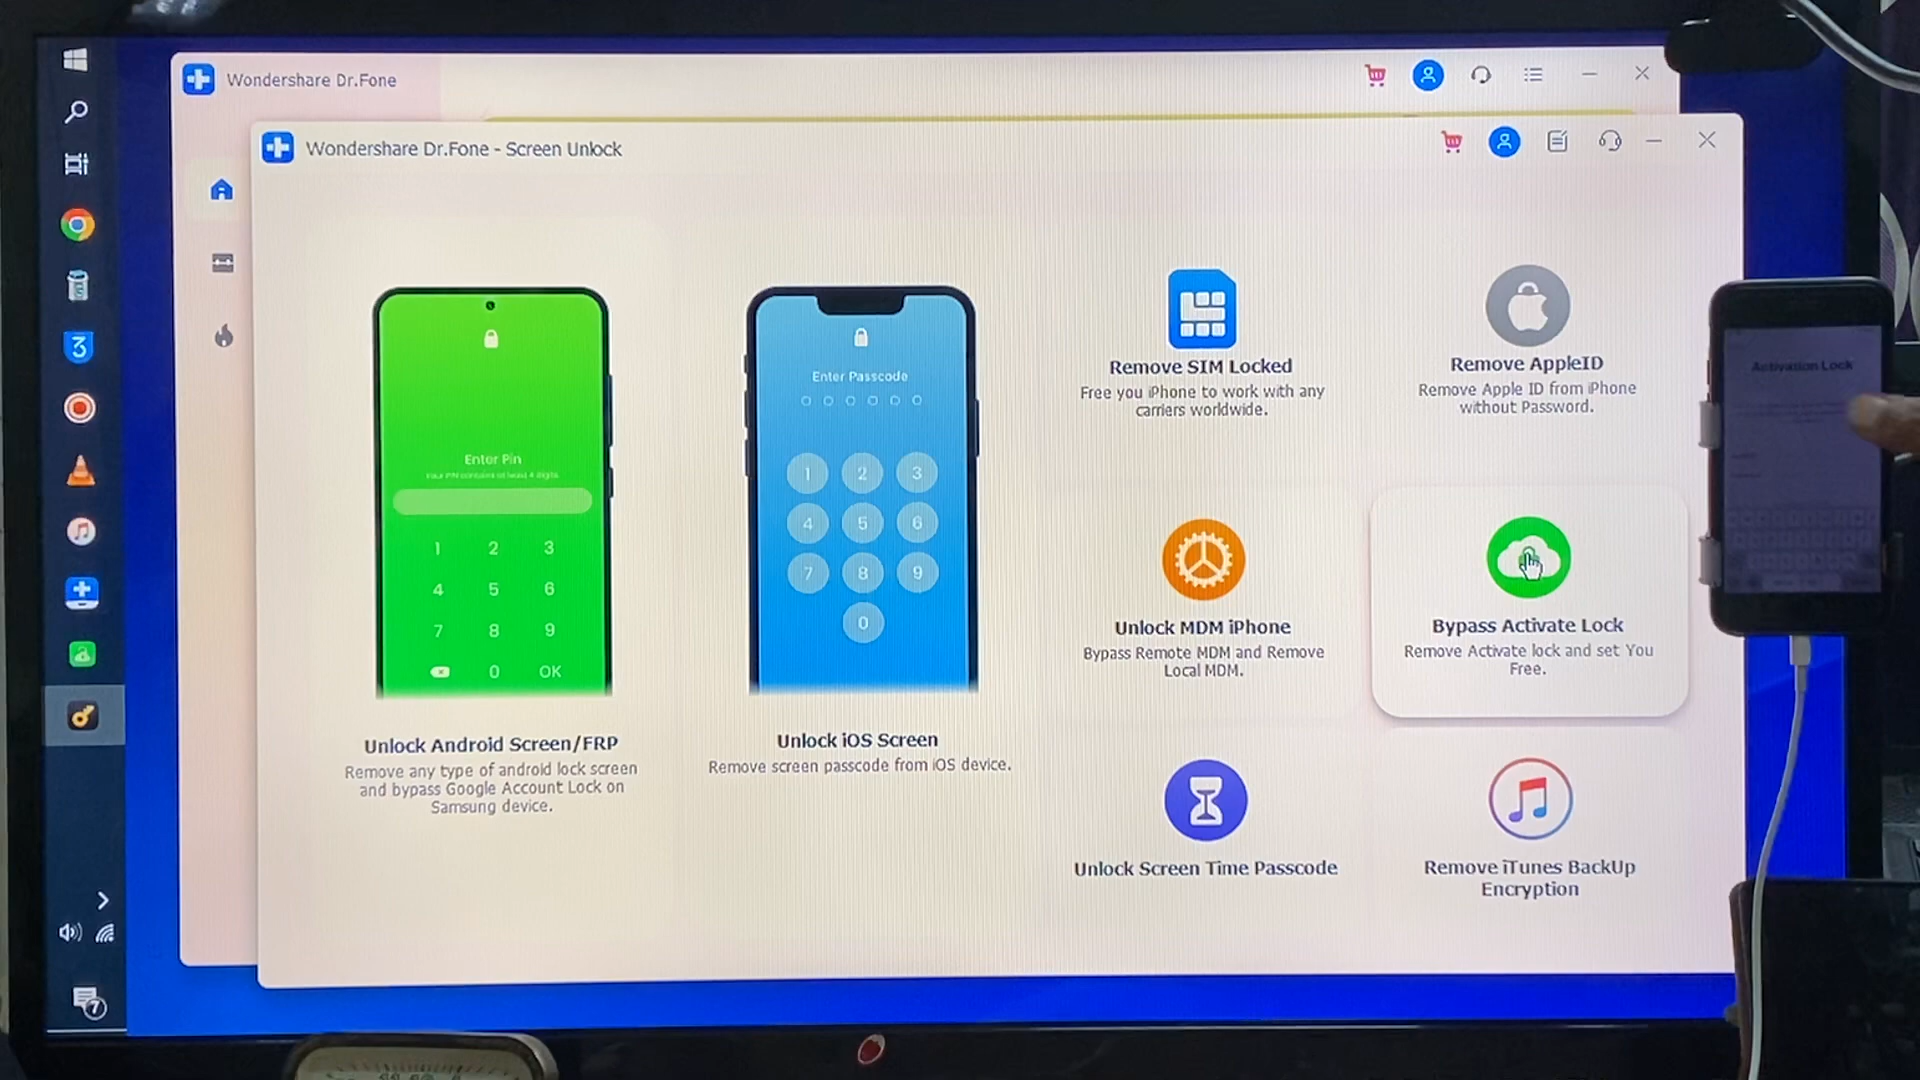 Wondershare Dr.Fone
Wondershare Dr.Fone - Screen Unlock
Enter Pin
1 2 3
4 5 6
7 8 9
0 OK
Unlock Android Screen/FRP
Remove any type of android lock screen
and bypass Google Account Lock on
Samsung device.
Enter Passcode
1 2 3
4 5 6
7 8 9
0
Unlock iOS Screen
Remove screen passcode from iOS device.
Remove SIM Locked
Free you iPhone to work with any
carriers worldwide.
Remove AppleID
Remove Apple ID from iPhone
without Password.
Unlock MDM iPhone
Bypass Remote MDM and Remove
Local MDM.
Bypass Activate Lock
Remove Activate lock and set You
Free.
Unlock Screen Time Passcode
Remove iTunes BackUp
Encryption
Activation Lock
3
7